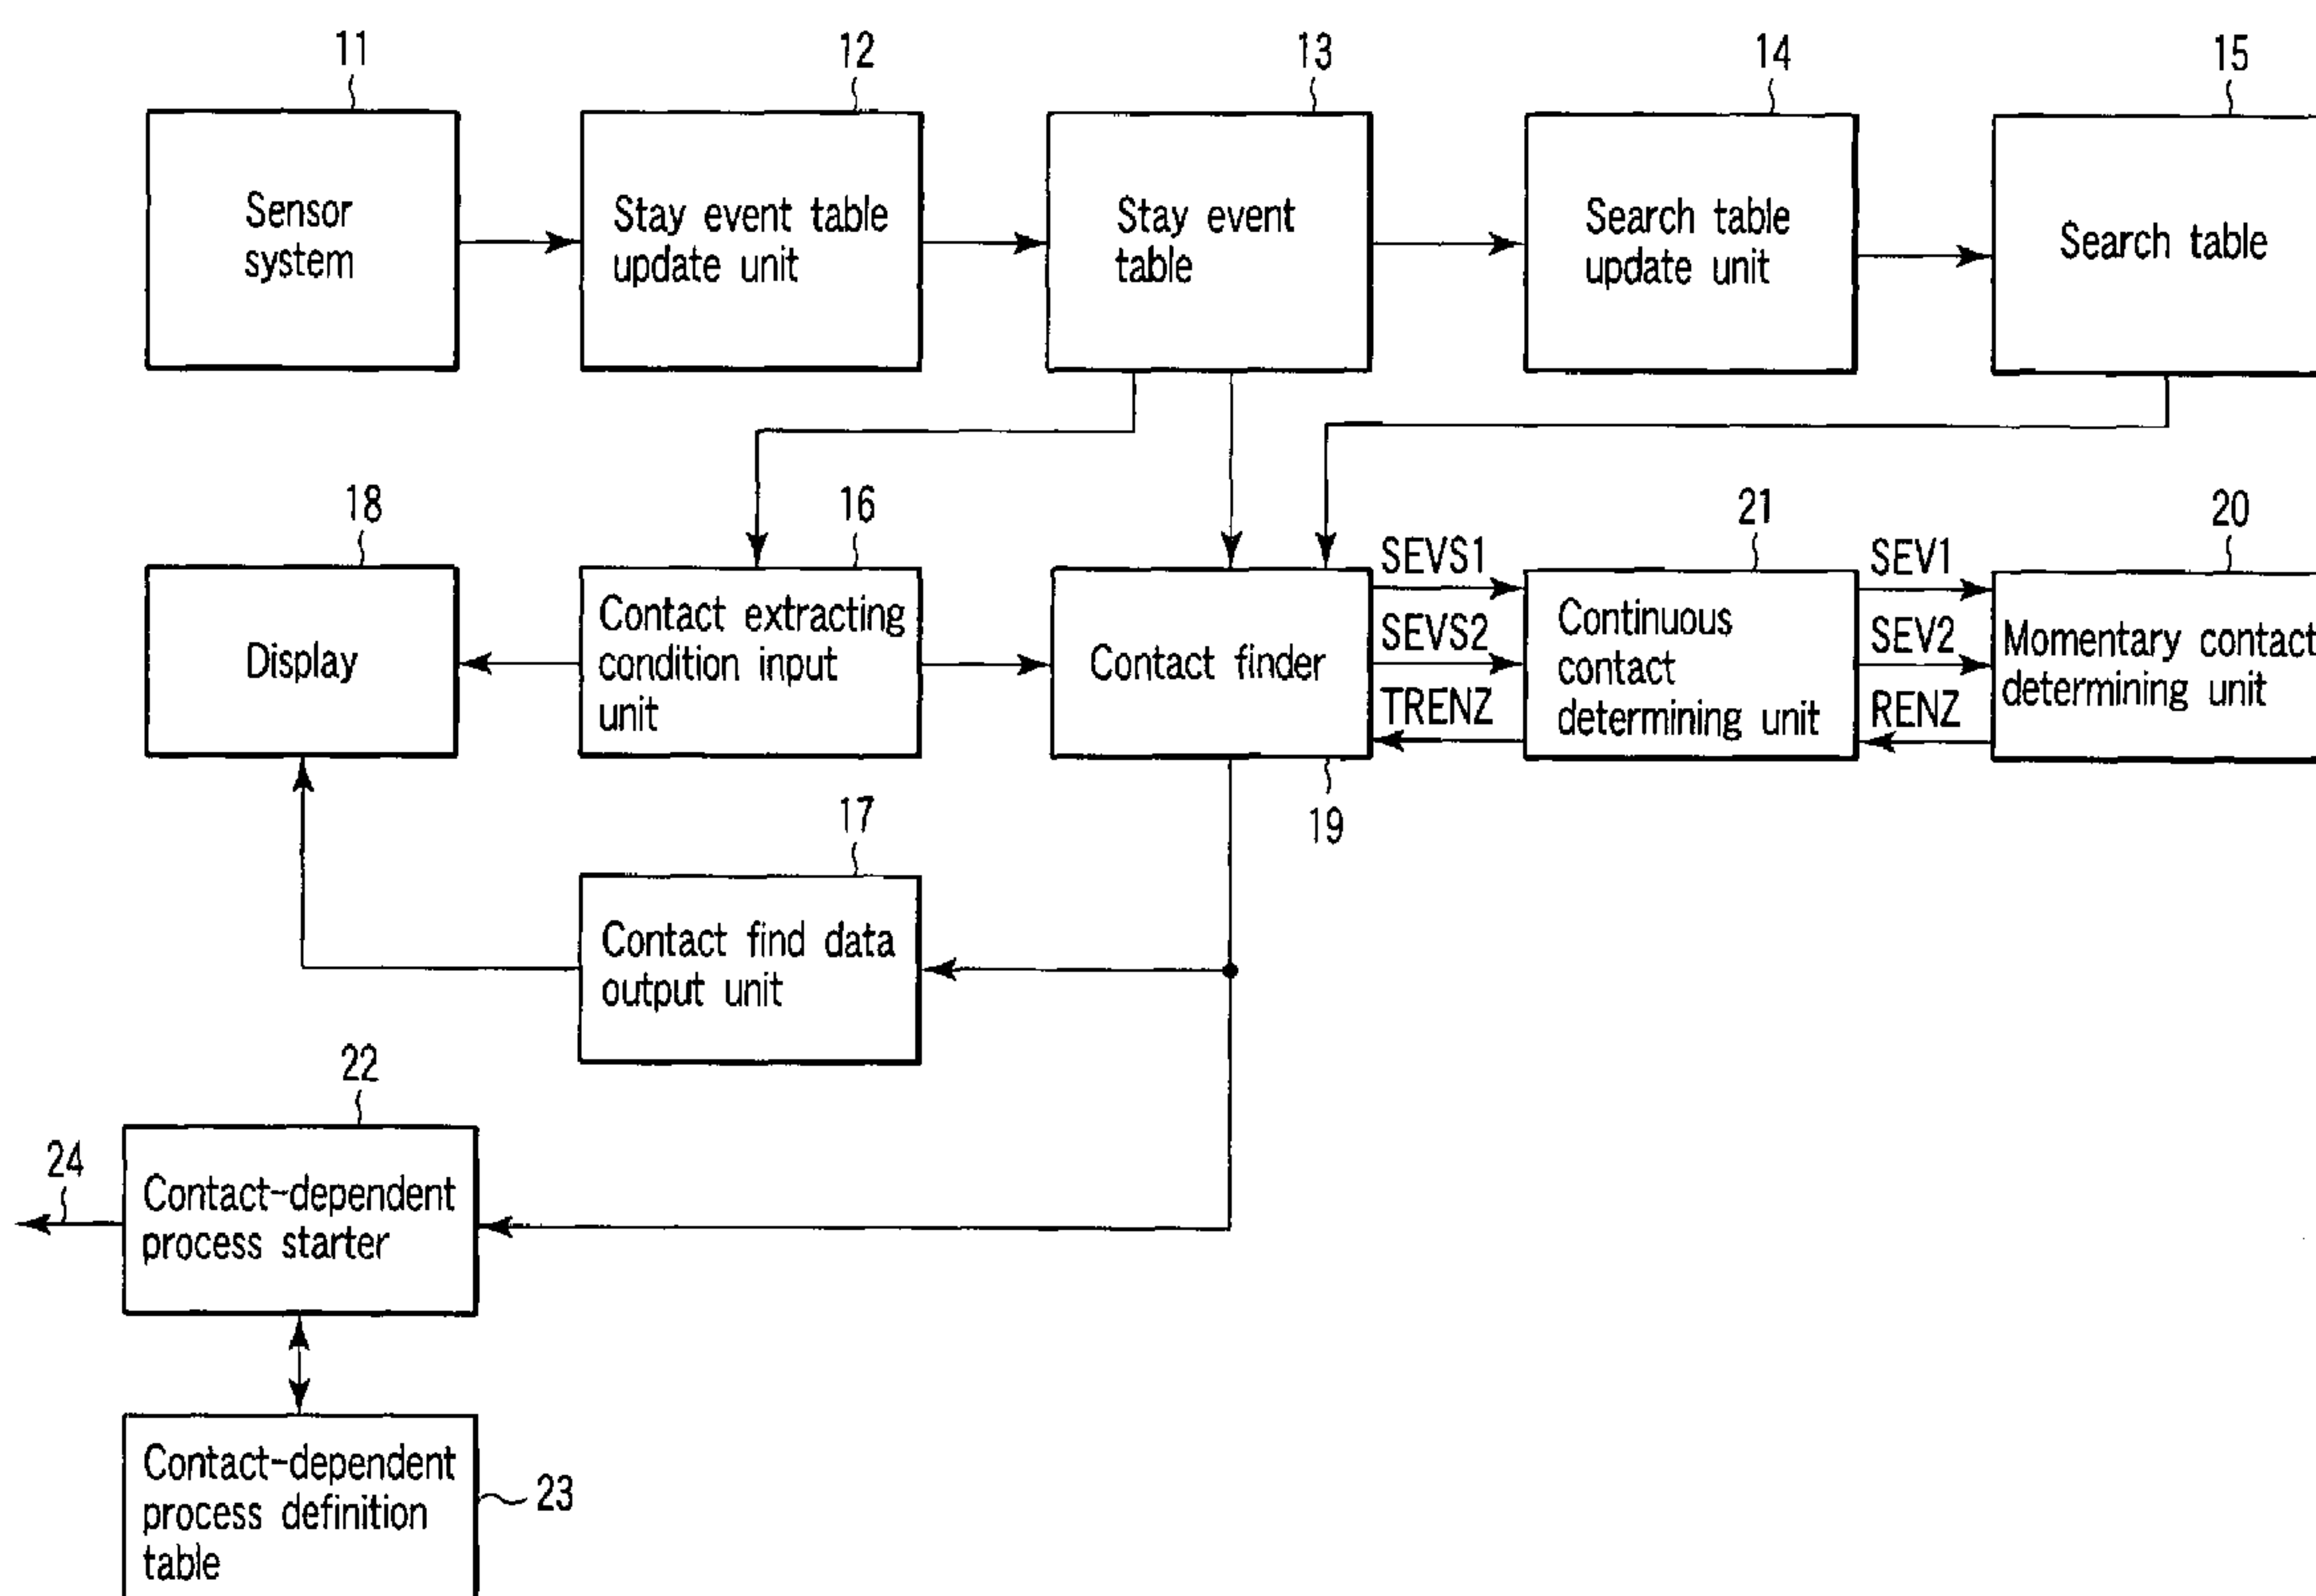 11
12
13
14
15
Sensor
system
Stay event table
update unit
Stay event
table
Search table
update unit
Search table
18
16
21
20
Display
Contact extracting
condition input
unit
Contact finder
SEVS1
SEVS2
TRENZ
Continuous
contact
determining unit
SEV1
SEV2
RENZ
Momentary contact
determining unit
19
17
Contact find data
output unit
22
24
Contact-dependent
process starter
Contact-dependent
process definition
table
23